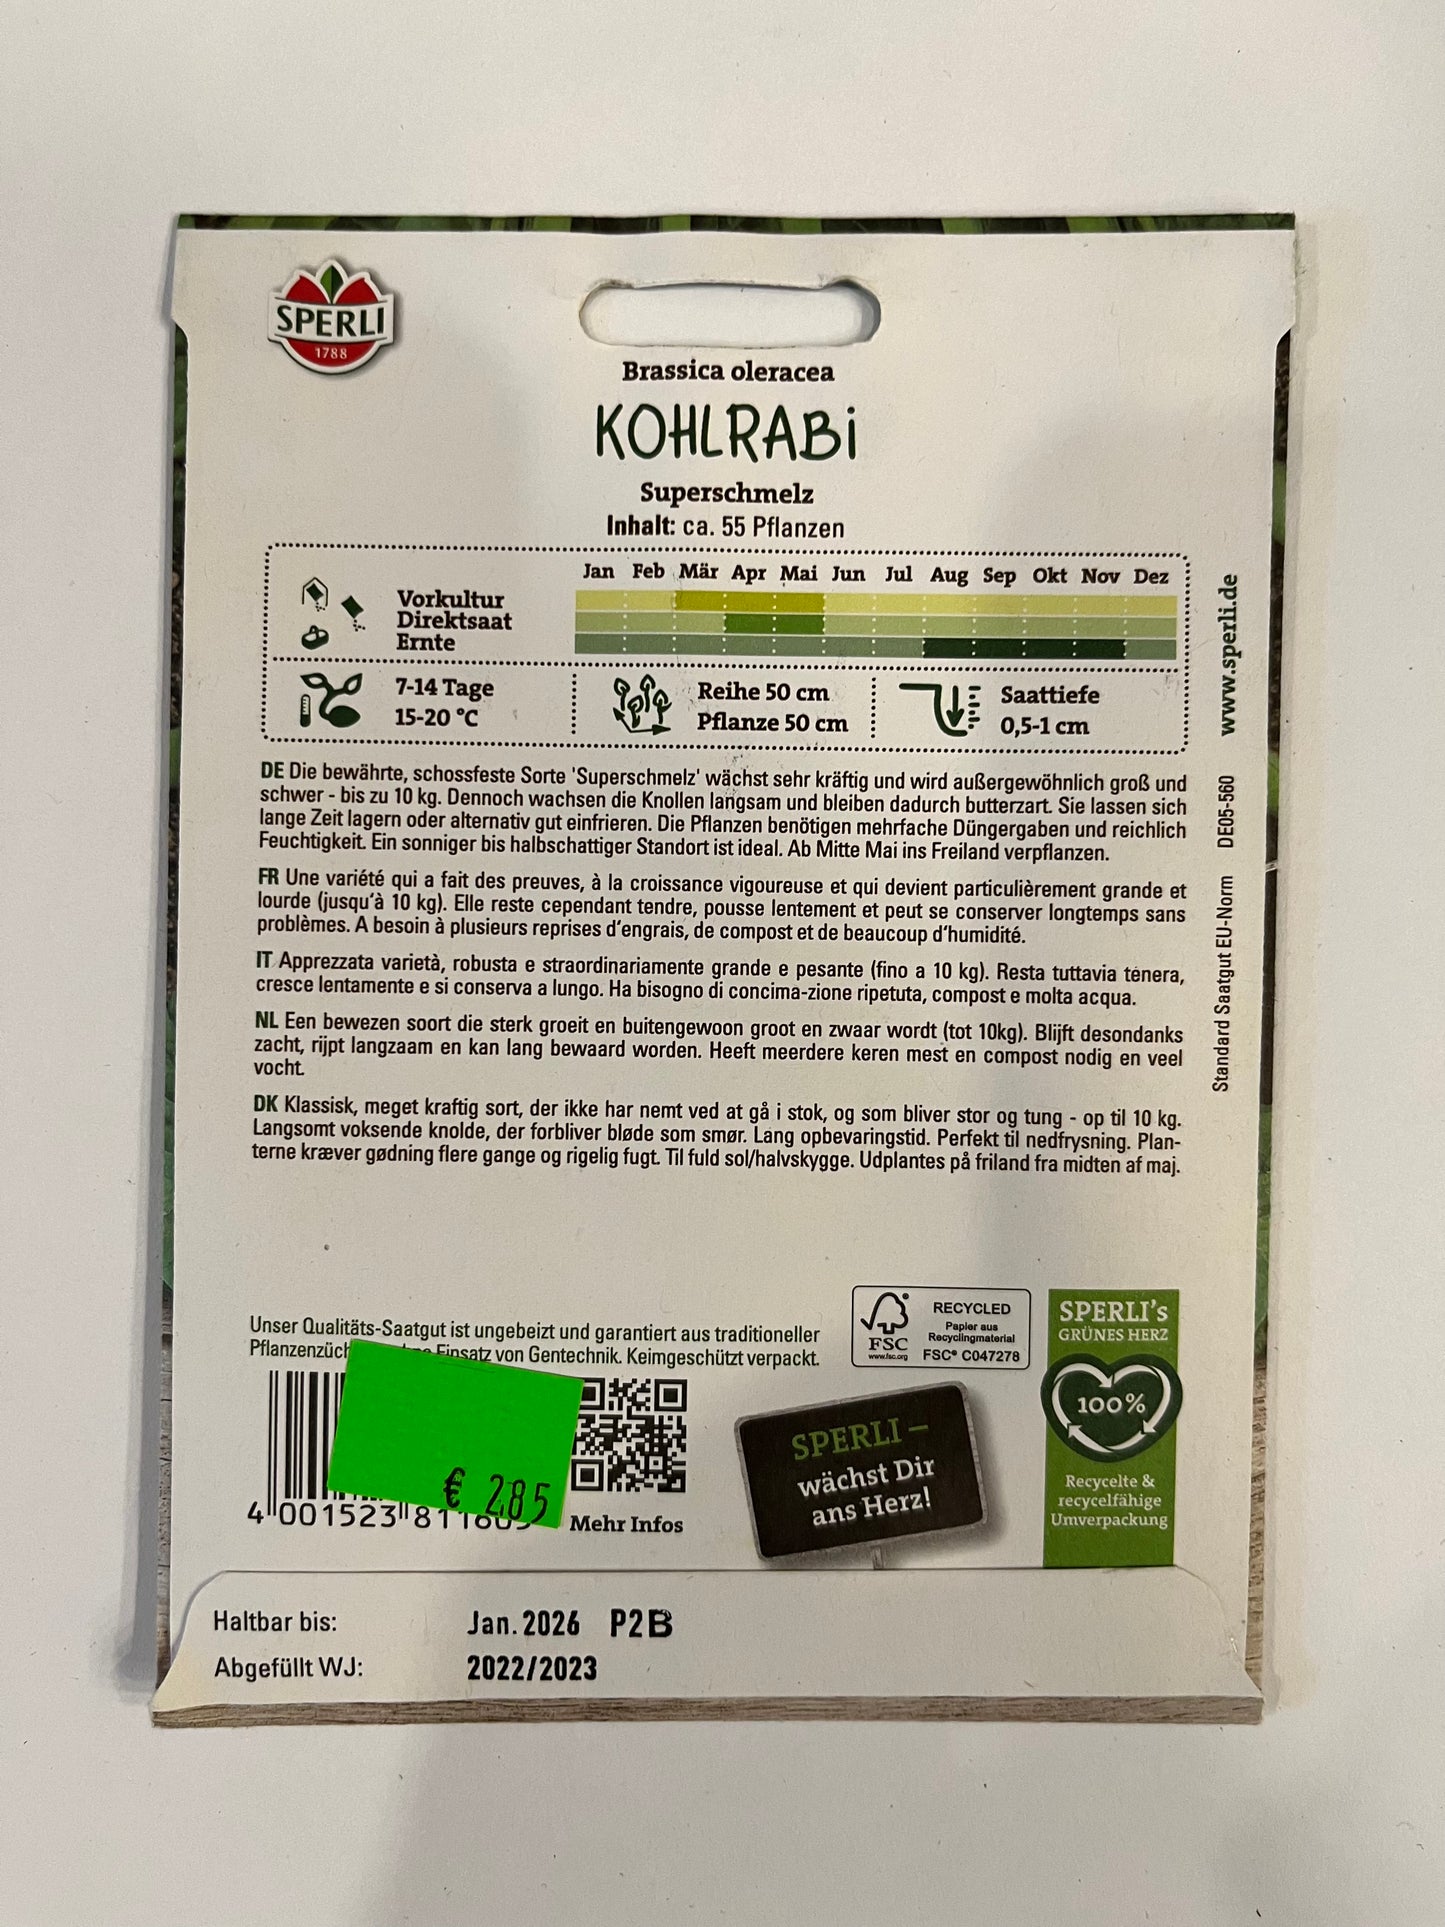 SPERLI
1788
Brassica oleracea
KOHLRABi
Superschmelz
Inhalt: ca. 55 Pflanzen
Jan Feb Mär Apr Mai Jun Jul Aug Sep Okt Nov Dez
Vorkultur
Direktsaat
Ernte
7-14 Tage
15-20 °C
Reihe 50 cm
Pflanze 50 cm
Saattiefe
0,5-1 cm
DE Die bewährte, schossfeste Sorte 'Superschmelz' wächst sehr kräftig und wird außergewöhnlich groß und
schwer - bis zu 10 kg. Dennoch wachsen die Knollen langsam und bleiben dadurch butterzart. Sie lassen sich
lange Zeit lagern oder alternativ gut einfrieren. Die Pflanzen benötigen mehrfache Düngergaben und reichlich
Feuchtigkeit. Ein sonniger bis halbschattiger Standort ist ideal. Ab Mitte Mai ins Freiland verpflanzen.
FR Une variété qui a fait des preuves, à la croissance vigoureuse et qui devient particulièrement grande et
lourde (jusqu'à 10 kg). Elle reste cependant tendre, pousse lentement et peut se conserver longtemps sans
problèmes. A besoin à plusieurs reprises d'engrais, de compost et de beaucoup d'humidité.
IT Apprezzata varietà, robusta e straordinariamente grande e pesante (fino a 10 kg). Resta tuttavia tenera,
cresce lentamente e si conserva a lungo. Ha bisogno di concima-zione ripetuta, compost e molta acqua.
NL Een bewezen soort die sterk groeit en buitengewoon groot en zwaar wordt (tot 10kg). Blijft desondanks
zacht, rijpt langzaam en kan lang bewaard worden. Heeft meerdere keren mest en compost nodig en veel
vocht.
DK Klassisk, meget kraftig sort, der ikke har nemt ved at gå i stok, og som bliver stor og tung - op til 10 kg.
Langsomt voksende knolde, der forbliver bløde som smør. Lang opbevaringstid. Perfekt til nedfrysning. Plan-
terne kræver gødning flere gange og rigelig fugt. Til fuld sol/halvskygge. Udplantes på friland fra midten af maj.
Standard Saatgut EU-Norm DE05-560 www.sperli.de
Unser Qualitäts-Saatgut ist ungebeizt und garantiert aus traditioneller
Pflanzenzüch Einsatz von Gentechnik. Keimgeschützt verpackt.
€ 2,85
4 001523 811
Mehr Infos
FSC
www.fsc.org
RECYCLED
Papier aus
Recyclingmaterial
FSC® C047278
SPERLI –
wächst Dir
ans Herz!
SPERLI's
GRÜNES HERZ
100%
Recycelte &
recycelfähige
Umverpackung
Haltbar bis: Jan. 2026 P2B
Abgefüllt WJ: 2022/2023